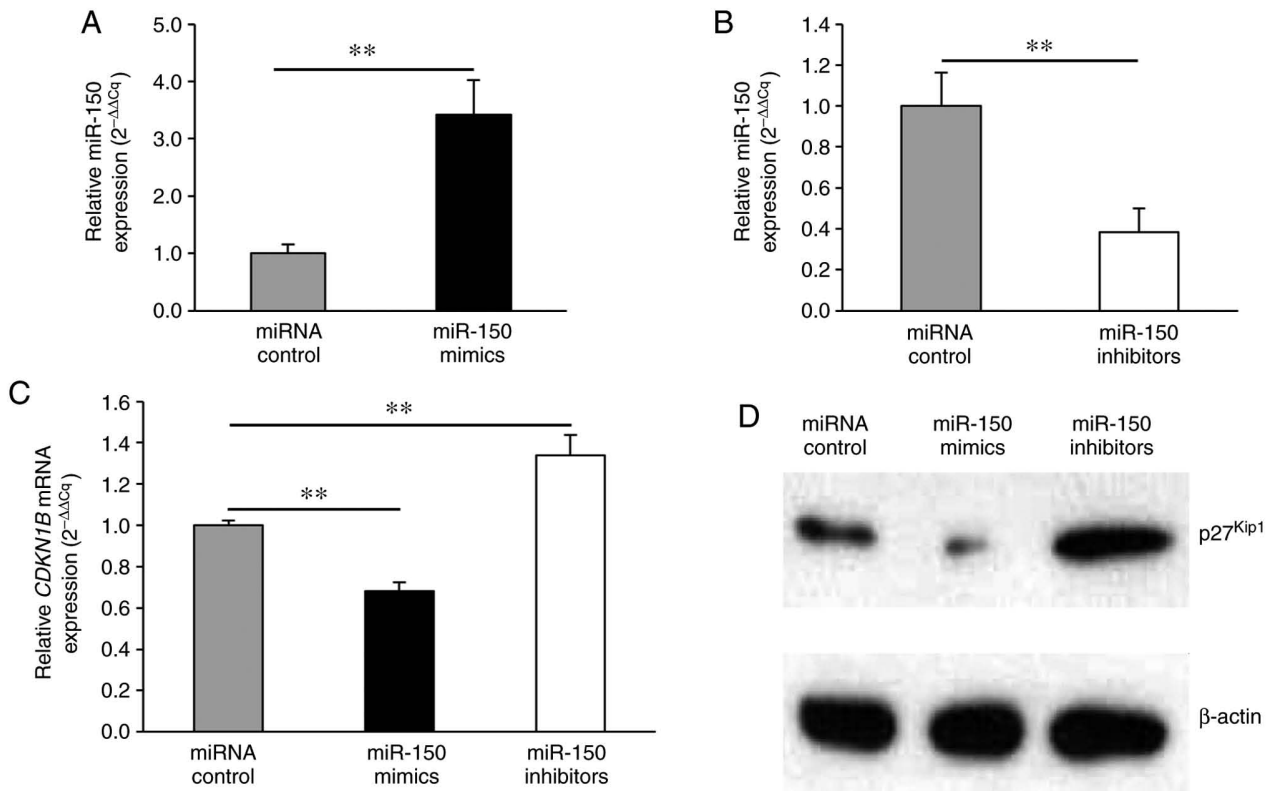 A
Relative miR-150
expression (2−ΔΔCq)
5.0
4.0
3.0
2.0
1.0
0.0
**
miRNA
control
miR-150
mimics
B
Relative miR-150
expression (2−ΔΔCq)
1.4
1.2
1.0
0.8
0.6
0.4
0.2
0.0
**
miRNA
control
miR-150
inhibitors
C
Relative CDKN1B mRNA
expression (2−ΔΔCq)
1.6
1.4
1.2
1.0
0.8
0.6
0.4
0.2
0.0
**
**
miRNA
control
miR-150
mimics
miR-150
inhibitors
D
miRNA
control
miR-150
mimics
miR-150
inhibitors
p27Kip1
β-actin